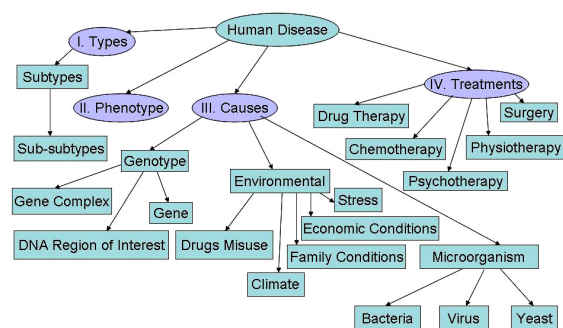 Human Disease
I. Types
Subtypes
Sub-subtypes
II. Phenotype
III. Causes
Genotype
Gene Complex
DNA Region of Interest
Gene
Environmental
Drugs Misuse
Climate
Family Conditions
Economic Conditions
Stress
Microorganism
Bacteria
Virus
Yeast
IV. Treatments
Drug Therapy
Chemotherapy
Psychotherapy
Physiotherapy
Surgery